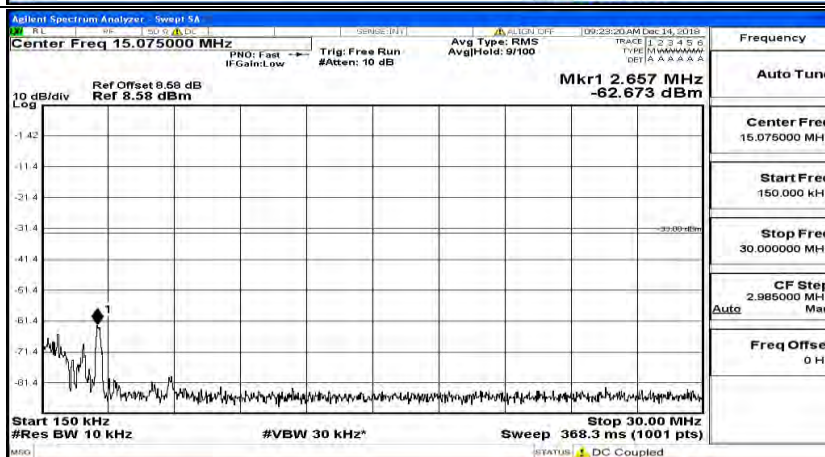 Agilent Spectrum Analyzer - Swept SA
RL RF 50 Ω DC SENSE:INT ALIGN OFF 09:23:20 AM Dec 14, 2018
Center Freq 15.075000 MHz
PNO: Fast
IFGain:Low
Trig: Free Run
#Atten: 10 dB
Avg Type: RMS
Avg|Hold: 9/100
TRACE 1 2 3 4 5 6
TYPE M WWWWW
DET A A A A A A
Frequency
Auto Tune
Ref Offset 8.58 dB
Ref 8.58 dBm
Mkr1 2.657 MHz
-62.673 dBm
10 dB/div
Log
-1.42
-11.4
-21.4
-31.4
-41.4
-51.4
-61.4
-71.4
-81.4
-33.00 dBm
1
Center Freq
15.075000 MH
Start Freq
150.000 kH
Stop Freq
30.000000 MH
CF Step
2.985000 MH
Auto Man
Freq Offse
0 H
Start 150 kHz
Stop 30.00 MHz
#Res BW 10 kHz
#VBW 30 kHz*
Sweep 368.3 ms (1001 pts)
MSG
STATUS
DC Coupled